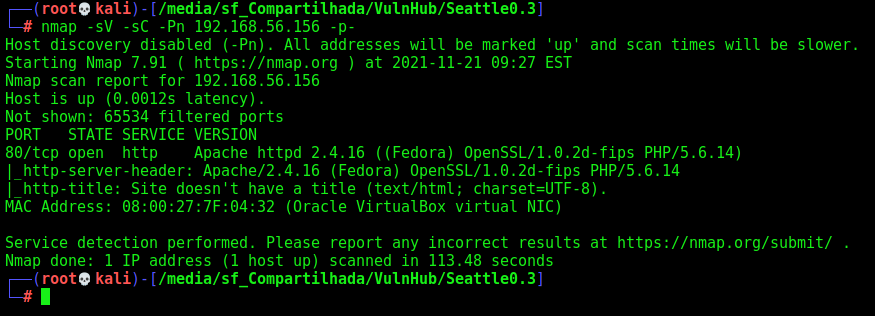 ┌──(root💀kali)-[/media/sf_Compartilhada/VulnHub/Seattle0.3]
└─# nmap -sV -sC -Pn 192.168.56.156 -p-
Host discovery disabled (-Pn). All addresses will be marked 'up' and scan times will be slower.
Starting Nmap 7.91 ( https://nmap.org ) at 2021-11-21 09:27 EST
Nmap scan report for 192.168.56.156
Host is up (0.0012s latency).
Not shown: 65534 filtered ports
PORT   STATE SERVICE VERSION
80/tcp open  http    Apache httpd 2.4.16 ((Fedora) OpenSSL/1.0.2d-fips PHP/5.6.14)
|_http-server-header: Apache/2.4.16 (Fedora) OpenSSL/1.0.2d-fips PHP/5.6.14
|_http-title: Site doesn't have a title (text/html; charset=UTF-8).
MAC Address: 08:00:27:7F:04:32 (Oracle VirtualBox virtual NIC)

Service detection performed. Please report any incorrect results at https://nmap.org/submit/ .
Nmap done: 1 IP address (1 host up) scanned in 113.48 seconds
┌──(root💀kali)-[/media/sf_Compartilhada/VulnHub/Seattle0.3]
└─#